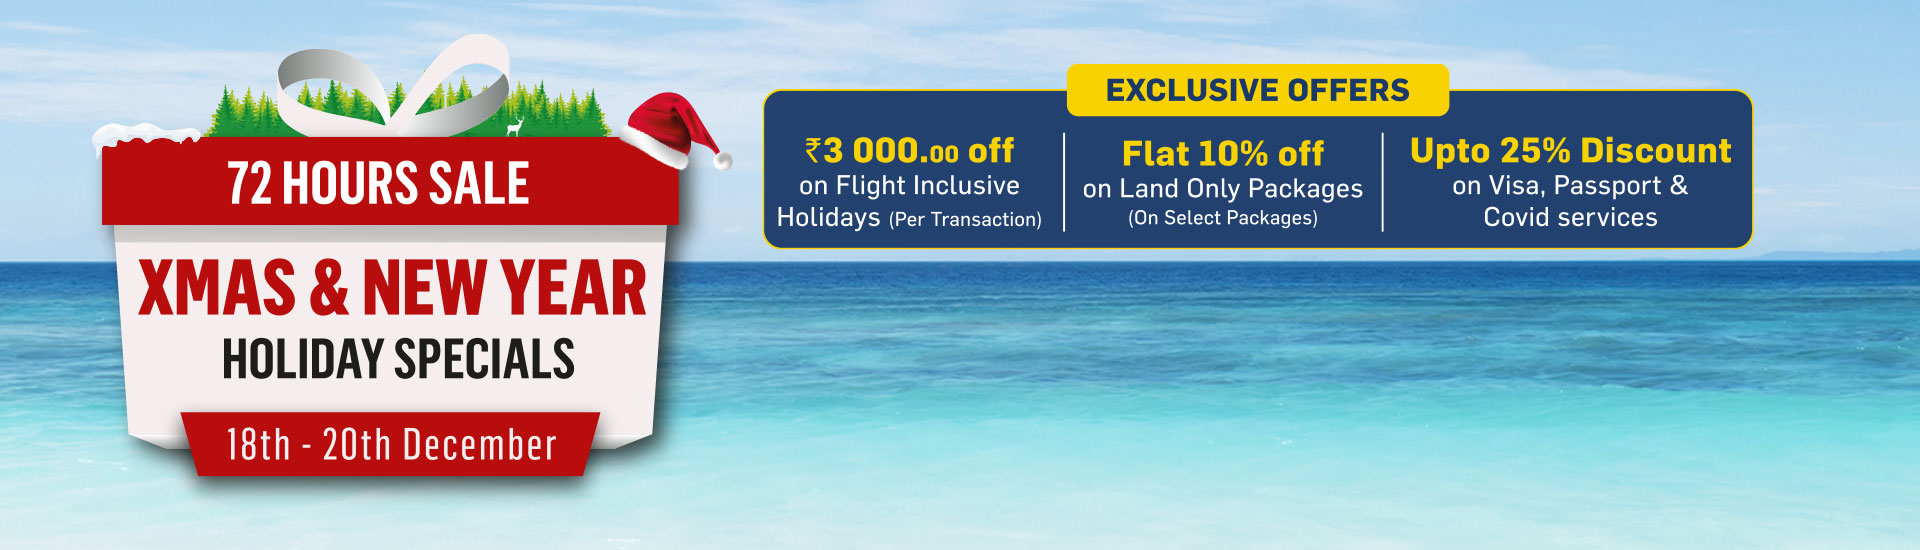 72 HOURS SALE
XMAS & NEW YEAR
HOLIDAY SPECIALS
18th - 20th December
EXCLUSIVE OFFERS
₹3 000.00 off
on Flight Inclusive
Holidays (Per Transaction)
Flat 10% off
on Land Only Packages
(On Select Packages)
Upto 25% Discount
on Visa, Passport &
Covid services